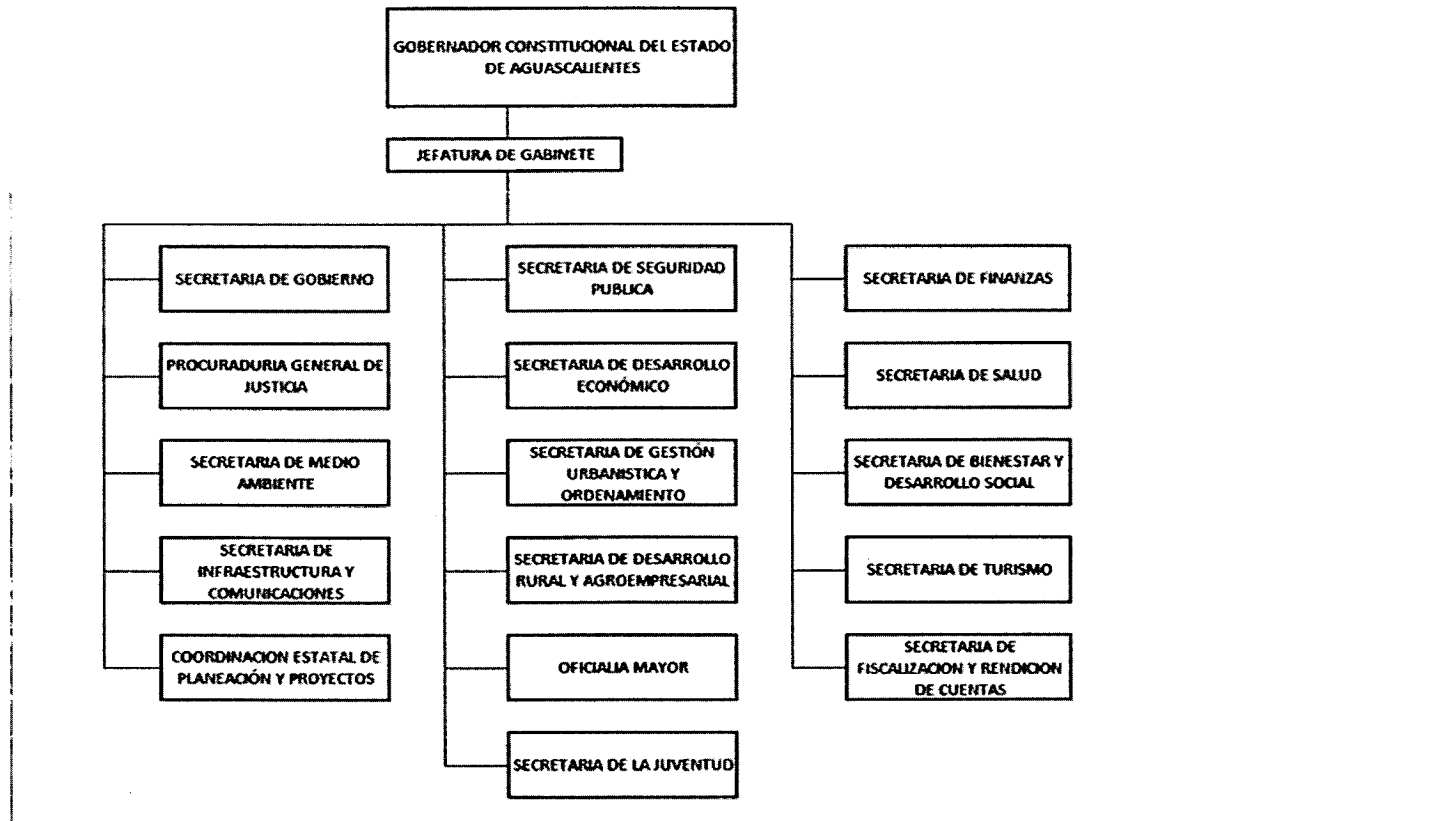 GOBERNADOR CONSTITUCIONAL DEL ESTADO
DE AGUASCALIENTES
JEFATURA DE GABINETE
SECRETARIA DE GOBIERNO
PROCURADURIA GENERAL DE
JUSTICIA
SECRETARIA DE MEDIO
AMBIENTE
SECRETARIA DE
INFRAESTRUCTURA Y
COMUNICACIONES
COORDINACION ESTATAL DE
PLANEACIÓN Y PROYECTOS
SECRETARIA DE SEGURIDAD
PUBLICA
SECRETARIA DE DESARROLLO
ECONÓMICO
SECRETARIA DE GESTIÓN
URBANISTICA Y
ORDENAMIENTO
SECRETARIA DE DESARROLLO
RURAL Y AGROEMPRESARIAL
OFICIALIA MAYOR
SECRETARIA DE LA JUVENTUD
SECRETARIA DE FINANZAS
SECRETARIA DE SALUD
SECRETARIA DE BIENESTAR Y
DESARROLLO SOCIAL
SECRETARIA DE TURISMO
SECRETARIA DE
FISCALIZACION Y RENDICION
DE CUENTAS